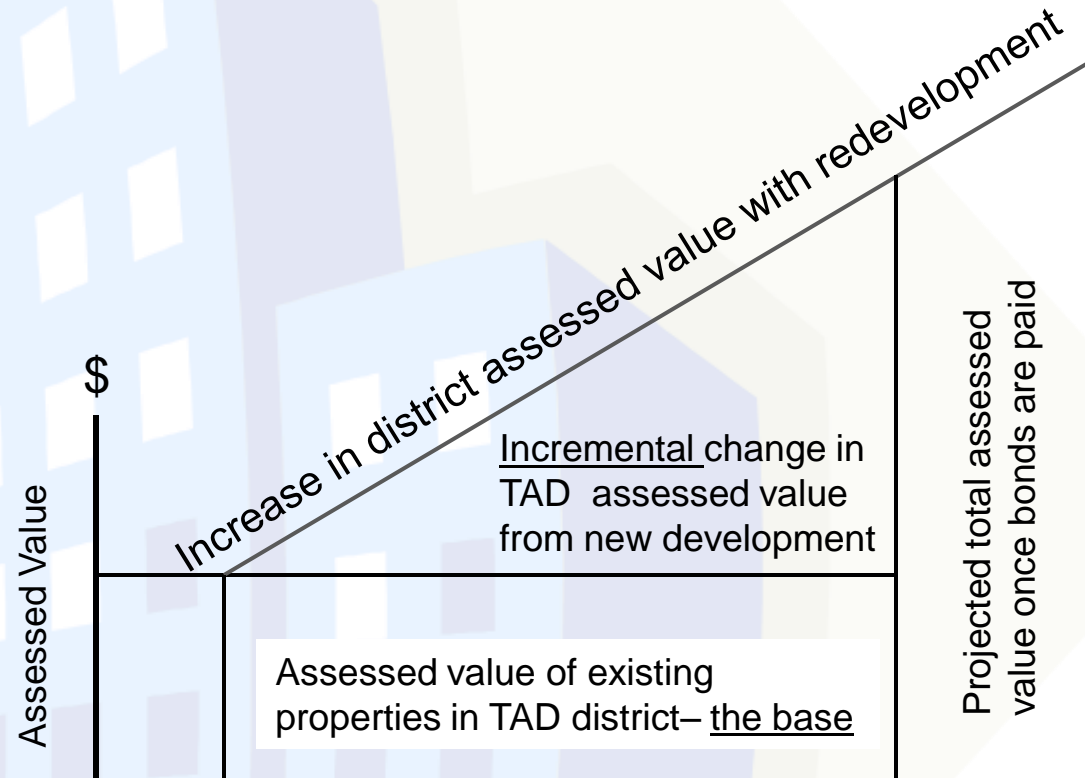 $
Assessed Value
Increase in district assessed value with redevelopment
Incremental change in
TAD  assessed value
from new development
Assessed value of existing
properties in TAD district– the base
Projected total assessed
value once bonds are paid